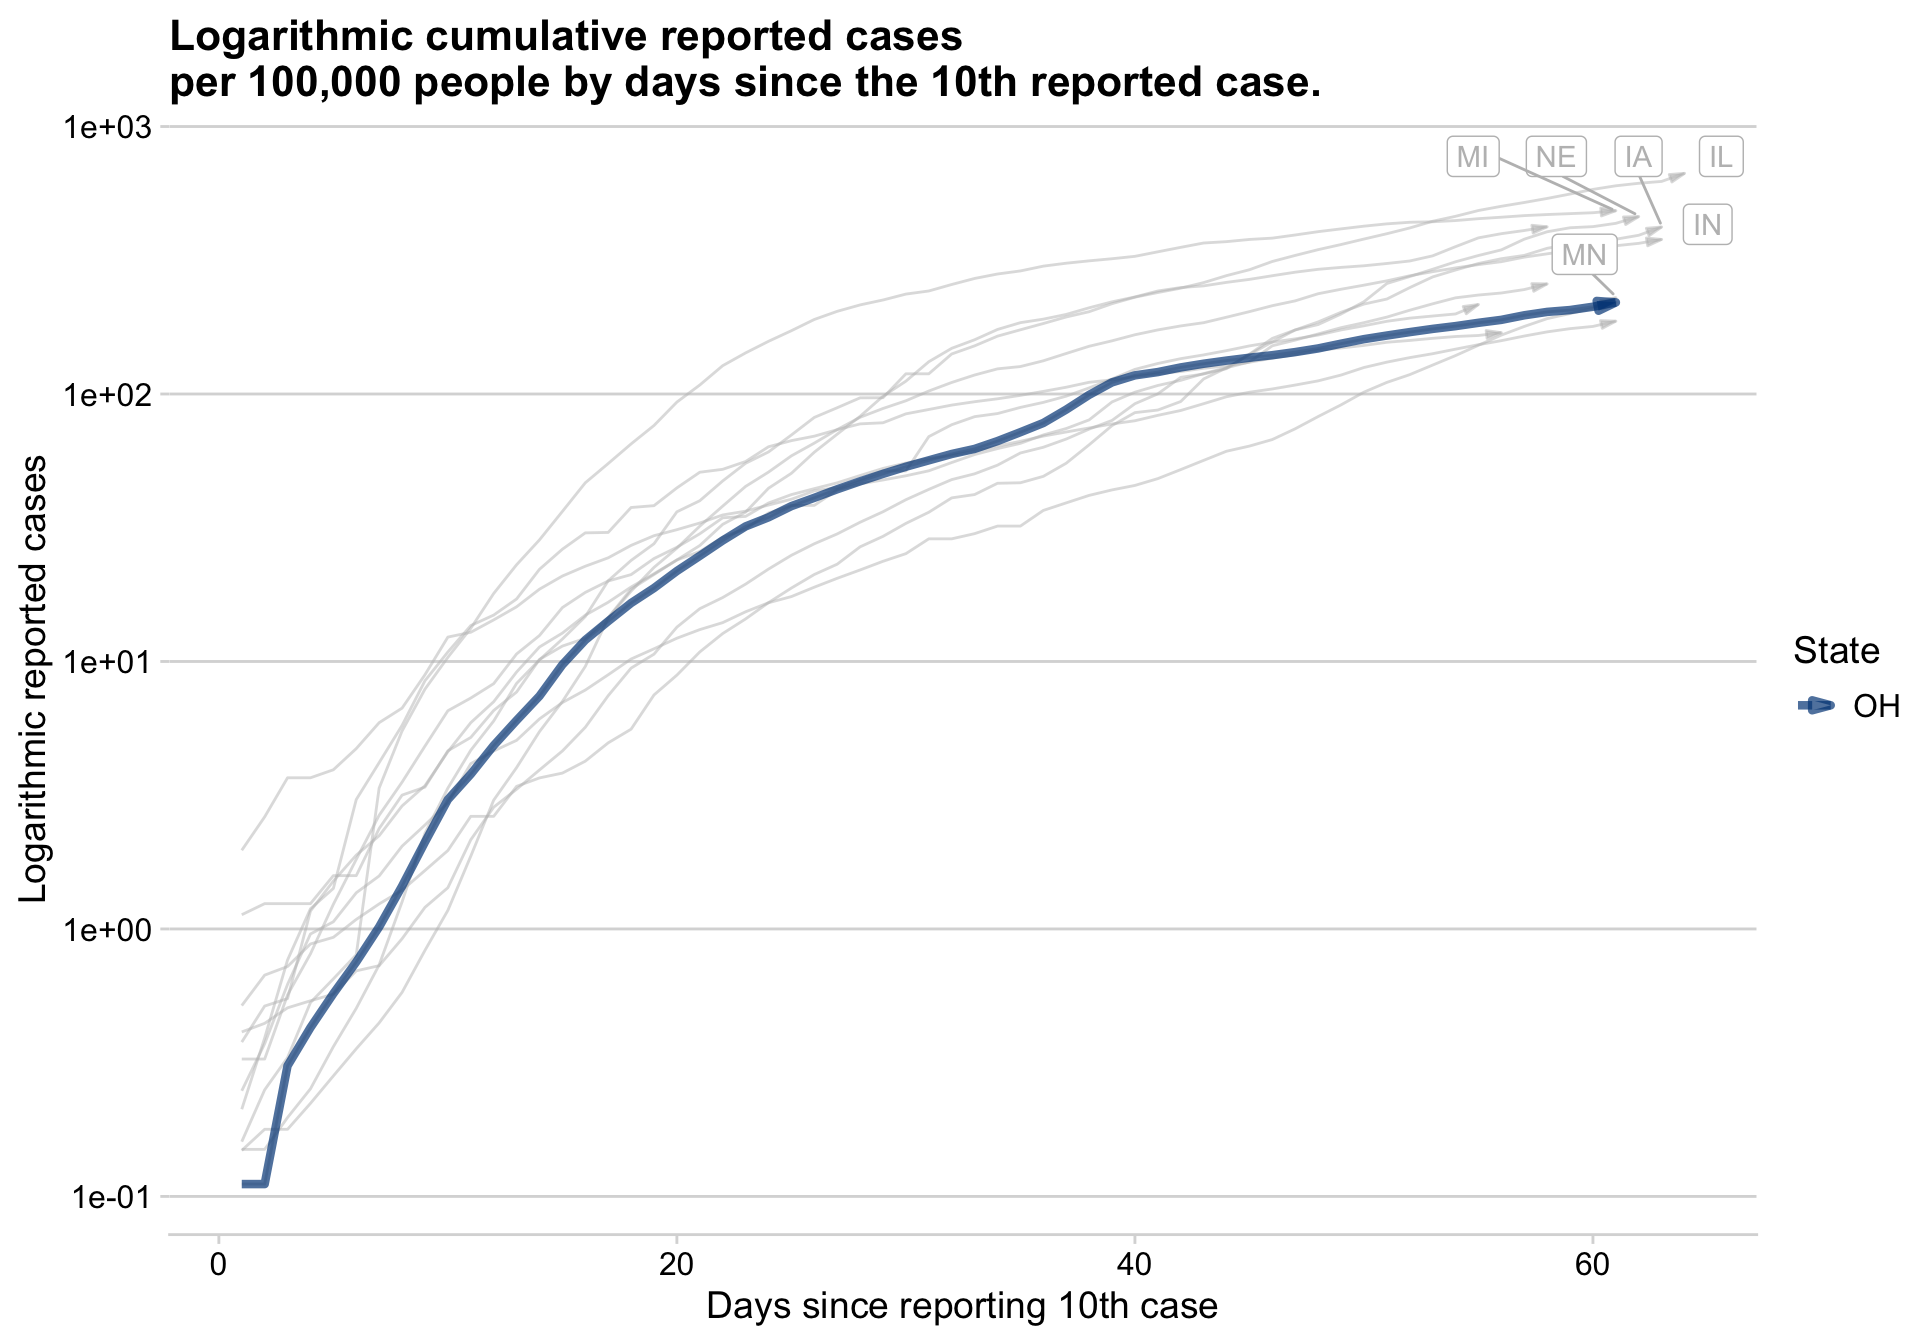 Logarithmic cumulative reported cases
per 100,000 people by days since the 10th reported case.
1e+03
MI NE IA IL
IN
MN
1e+02
Logarithmic reported cases
1e+01
State
OH
1e+00
1e-01
0 20 40 60
Days since reporting 10th case